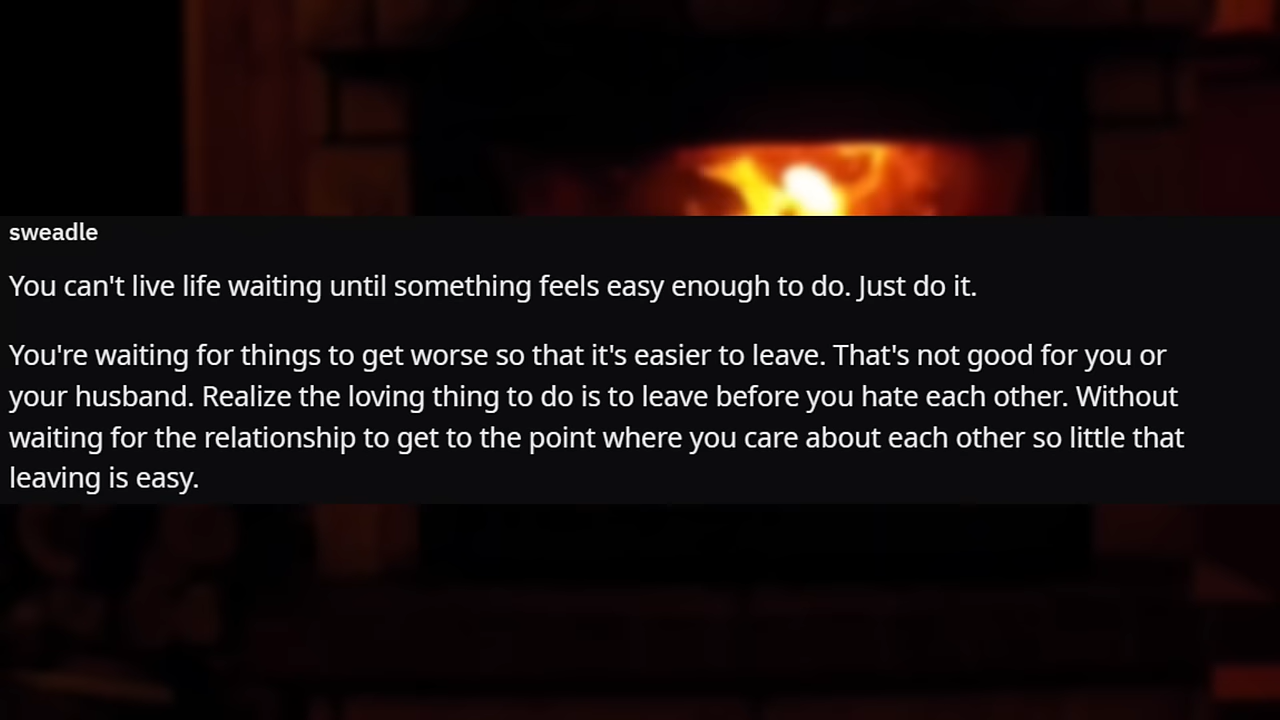 sweadle
You can't live life waiting until something feels easy enough to do. Just do it.
You're waiting for things to get worse so that it's easier to leave. That's not good for you or
your husband. Realize the loving thing to do is to leave before you hate each other. Without
waiting for the relationship to get to the point where you care about each other so little that
leaving is easy.